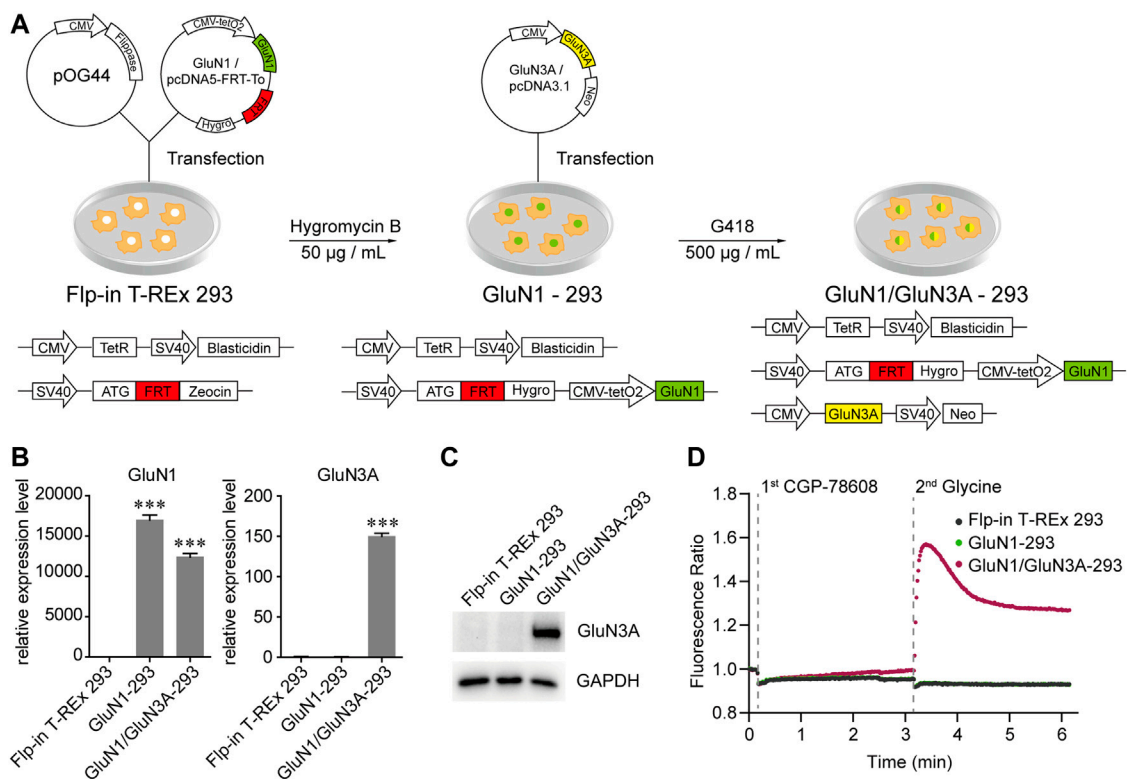 A
CMV
Flippase
pOG44
CMV-tetO2
GluN1
GluN1 /
pcDNA5-FRT-To
FRT
Hygro
CMV
GluN3A
GluN3A /
pcDNA3.1
Neo
Transfection
Transfection
Hygromycin B
50 µg / mL
G418
500 µg / mL
Flp-in T-REx 293
GluN1 - 293
GluN1/GluN3A - 293
CMV TetR SV40 Blasticidin
SV40 ATG FRT Zeocin
CMV TetR SV40 Blasticidin
SV40 ATG FRT Hygro CMV-tetO2 GluN1
CMV TetR SV40 Blasticidin
SV40 ATG FRT Hygro CMV-tetO2 GluN1
CMV GluN3A SV40 Neo
B
GluN1
relative expression level
20000
15000
10000
5000
0
***
***
Flp-in T-REx 293
GluN1-293
GluN1/GluN3A-293
GluN3A
relative expression level
200
150
100
50
0
***
Flp-in T-REx 293
GluN1-293
GluN1/GluN3A-293
C
Flp-in T-REx 293
GluN1-293
GluN1/GluN3A-293
GluN3A
GAPDH
D
1st CGP-78608
2nd Glycine
Flp-in T-REx 293
GluN1-293
GluN1/GluN3A-293
Fluorescence Ratio
1.8
1.6
1.4
1.2
1.0
0.8
0 1 2 3 4 5 6
Time (min)